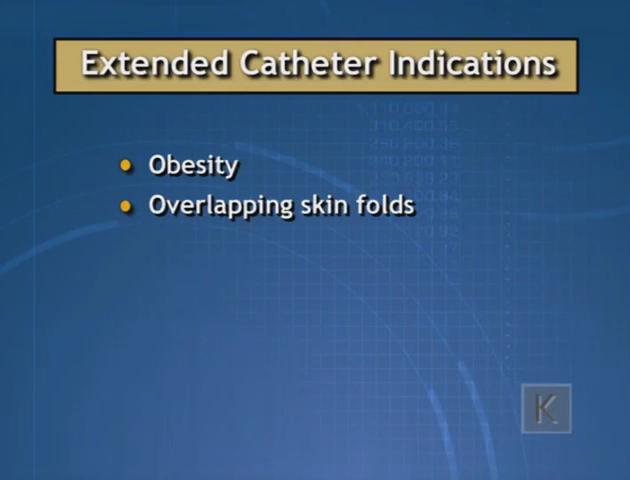 Extended Catheter Indications
• Obesity
• Overlapping skin folds
K